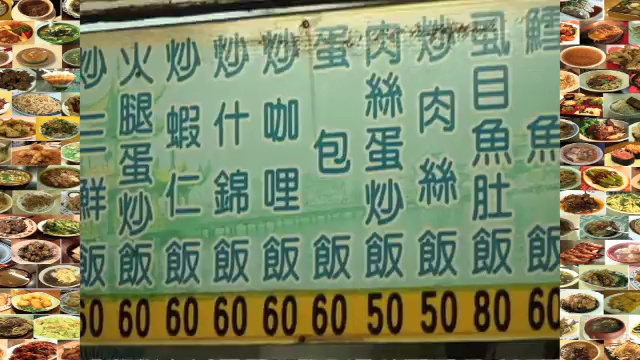 鱈魚飯 60
虱目魚肚飯 80
炒肉絲飯 50
肉絲蛋炒飯 50
蛋包飯 60
炒咖哩飯 60
炒什錦飯 60
炒蝦仁飯 60
火腿蛋炒飯 60
炒三鮮飯 60